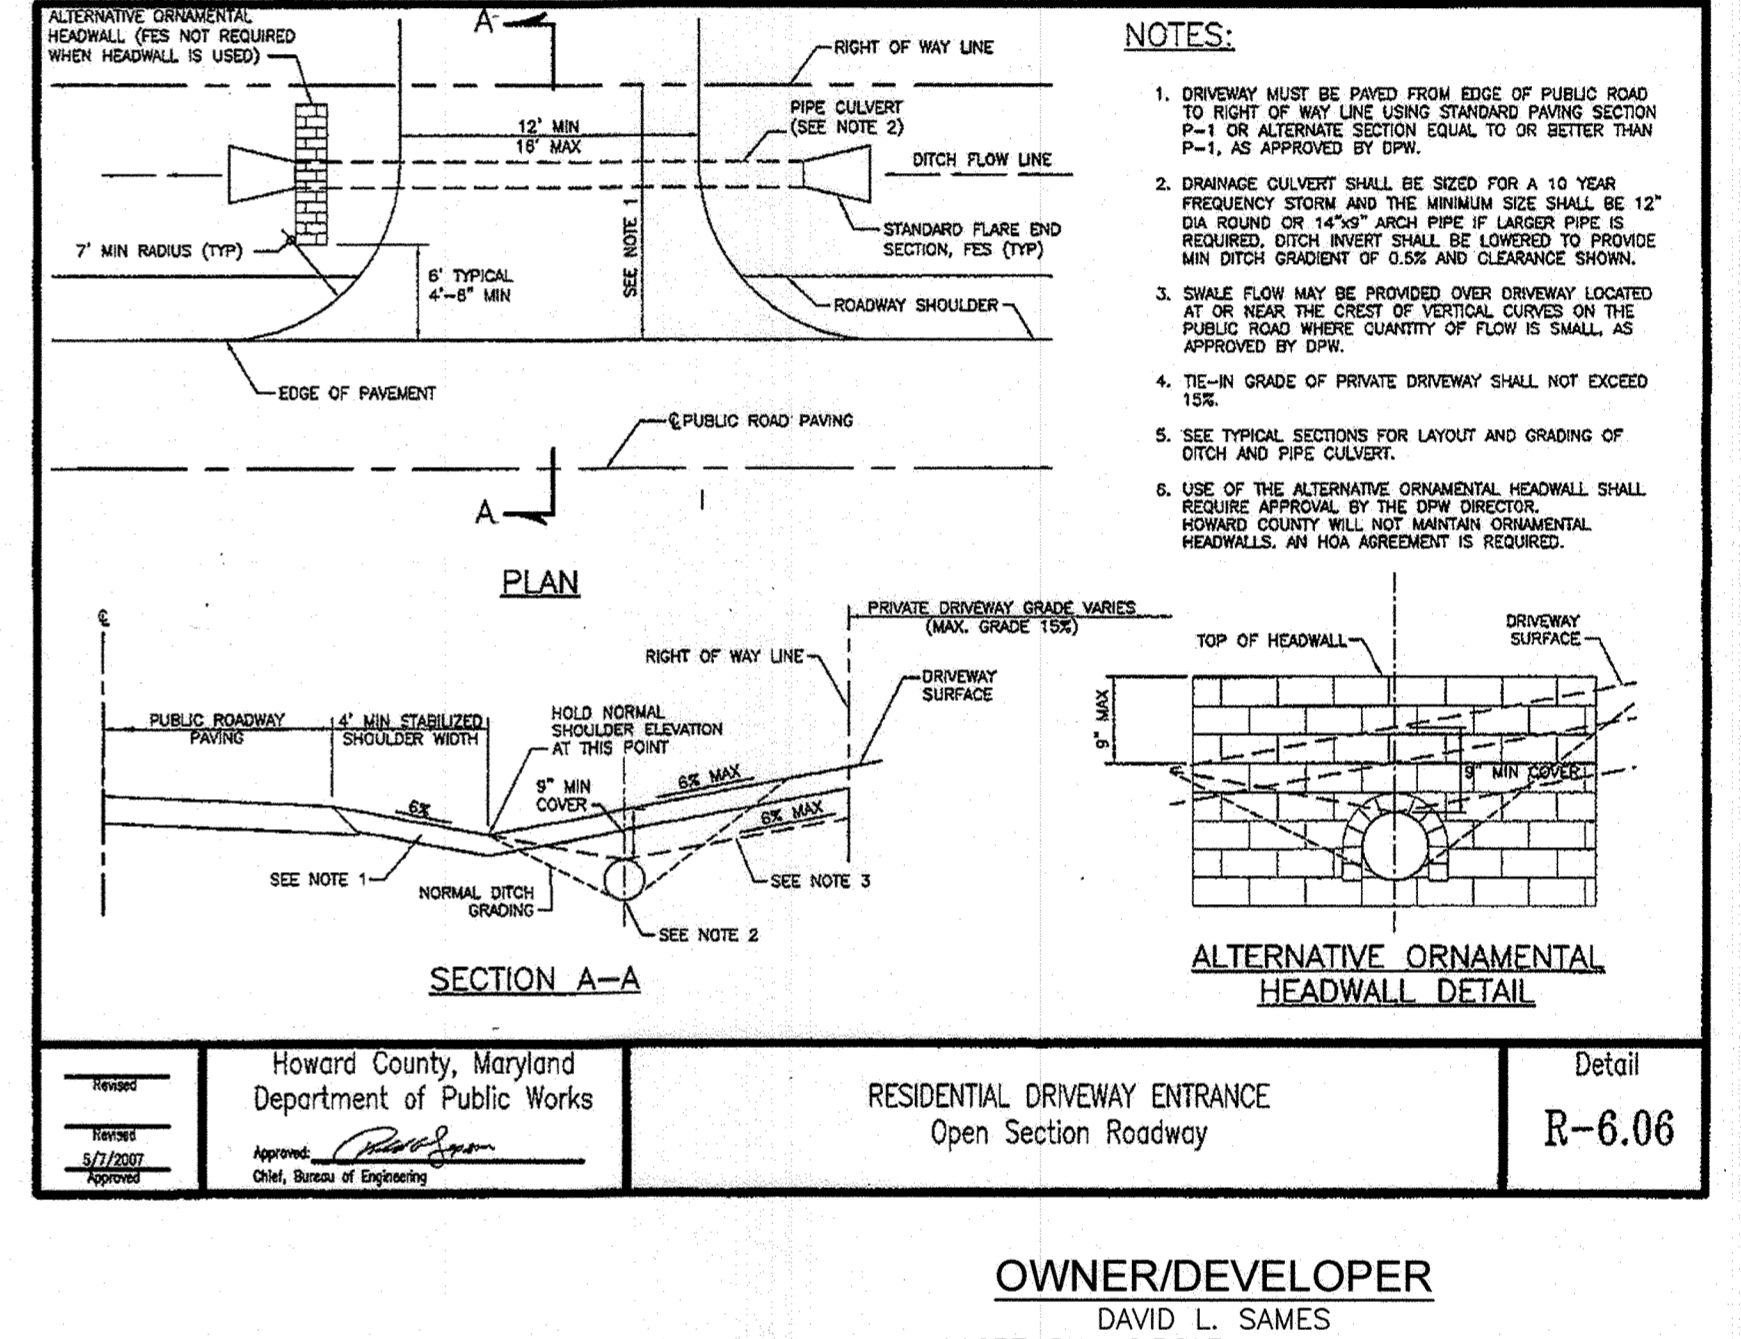 ALTERNATIVE ORNAMENTAL
HEADWALL (FES NOT REQUIRED
WHEN HEADWALL IS USED)
A
RIGHT OF WAY LINE
PIPE CULVERT
(SEE NOTE 2)
12' MIN
16' MAX
DITCH FLOW LINE
STANDARD FLARE END
SECTION, FES (TYP)
7' MIN RADIUS (TYP)
6' TYPICAL
4'-6" MIN
SEE NOTE 1
ROADWAY SHOULDER
EDGE OF PAVEMENT
℄ PUBLIC ROAD PAVING
A
PLAN
NOTES:
1. DRIVEWAY MUST BE PAVED FROM EDGE OF PUBLIC ROAD
TO RIGHT OF WAY LINE USING STANDARD PAVING SECTION
P-1 OR ALTERNATE SECTION EQUAL TO OR BETTER THAN
P-1, AS APPROVED BY DPW.
2. DRAINAGE CULVERT SHALL BE SIZED FOR A 10 YEAR
FREQUENCY STORM AND THE MINIMUM SIZE SHALL BE 12"
DIA ROUND OR 14"x9" ARCH PIPE IF LARGER PIPE IS
REQUIRED, DITCH INVERT SHALL BE LOWERED TO PROVIDE
MIN DITCH GRADIENT OF 0.5% AND CLEARANCE SHOWN.
3. SWALE FLOW MAY BE PROVIDED OVER DRIVEWAY LOCATED
AT OR NEAR THE CREST OF VERTICAL CURVES ON THE
PUBLIC ROAD WHERE QUANTITY OF FLOW IS SMALL, AS
APPROVED BY DPW.
4. TIE-IN GRADE OF PRIVATE DRIVEWAY SHALL NOT EXCEED
15%.
5. SEE TYPICAL SECTIONS FOR LAYOUT AND GRADING OF
DITCH AND PIPE CULVERT.
6. USE OF THE ALTERNATIVE ORNAMENTAL HEADWALL SHALL
REQUIRE APPROVAL BY THE DPW DIRECTOR.
HOWARD COUNTY WILL NOT MAINTAIN ORNAMENTAL
HEADWALLS. AN HOA AGREEMENT IS REQUIRED.
℄
PRIVATE DRIVEWAY GRADE VARIES
(MAX. GRADE 15%)
RIGHT OF WAY LINE
DRIVEWAY
SURFACE
PUBLIC ROADWAY
PAVING
4' MIN STABILIZED
SHOULDER WIDTH
HOLD NORMAL
SHOULDER ELEVATION
AT THIS POINT
9" MIN
COVER
6% MAX
6%
6% MAX
SEE NOTE 1
NORMAL DITCH
GRADING
SEE NOTE 3
SEE NOTE 2
SECTION A-A
TOP OF HEADWALL
DRIVEWAY
SURFACE
9" MAX
9" MIN COVER
ALTERNATIVE ORNAMENTAL
HEADWALL DETAIL
Revised
Revised
5/7/2007
Approved
Howard County, Maryland
Department of Public Works
Approved:
Chief, Bureau of Engineering
RESIDENTIAL DRIVEWAY ENTRANCE
Open Section Roadway
Detail
R-6.06
OWNER/DEVELOPER
DAVID L. SAMES